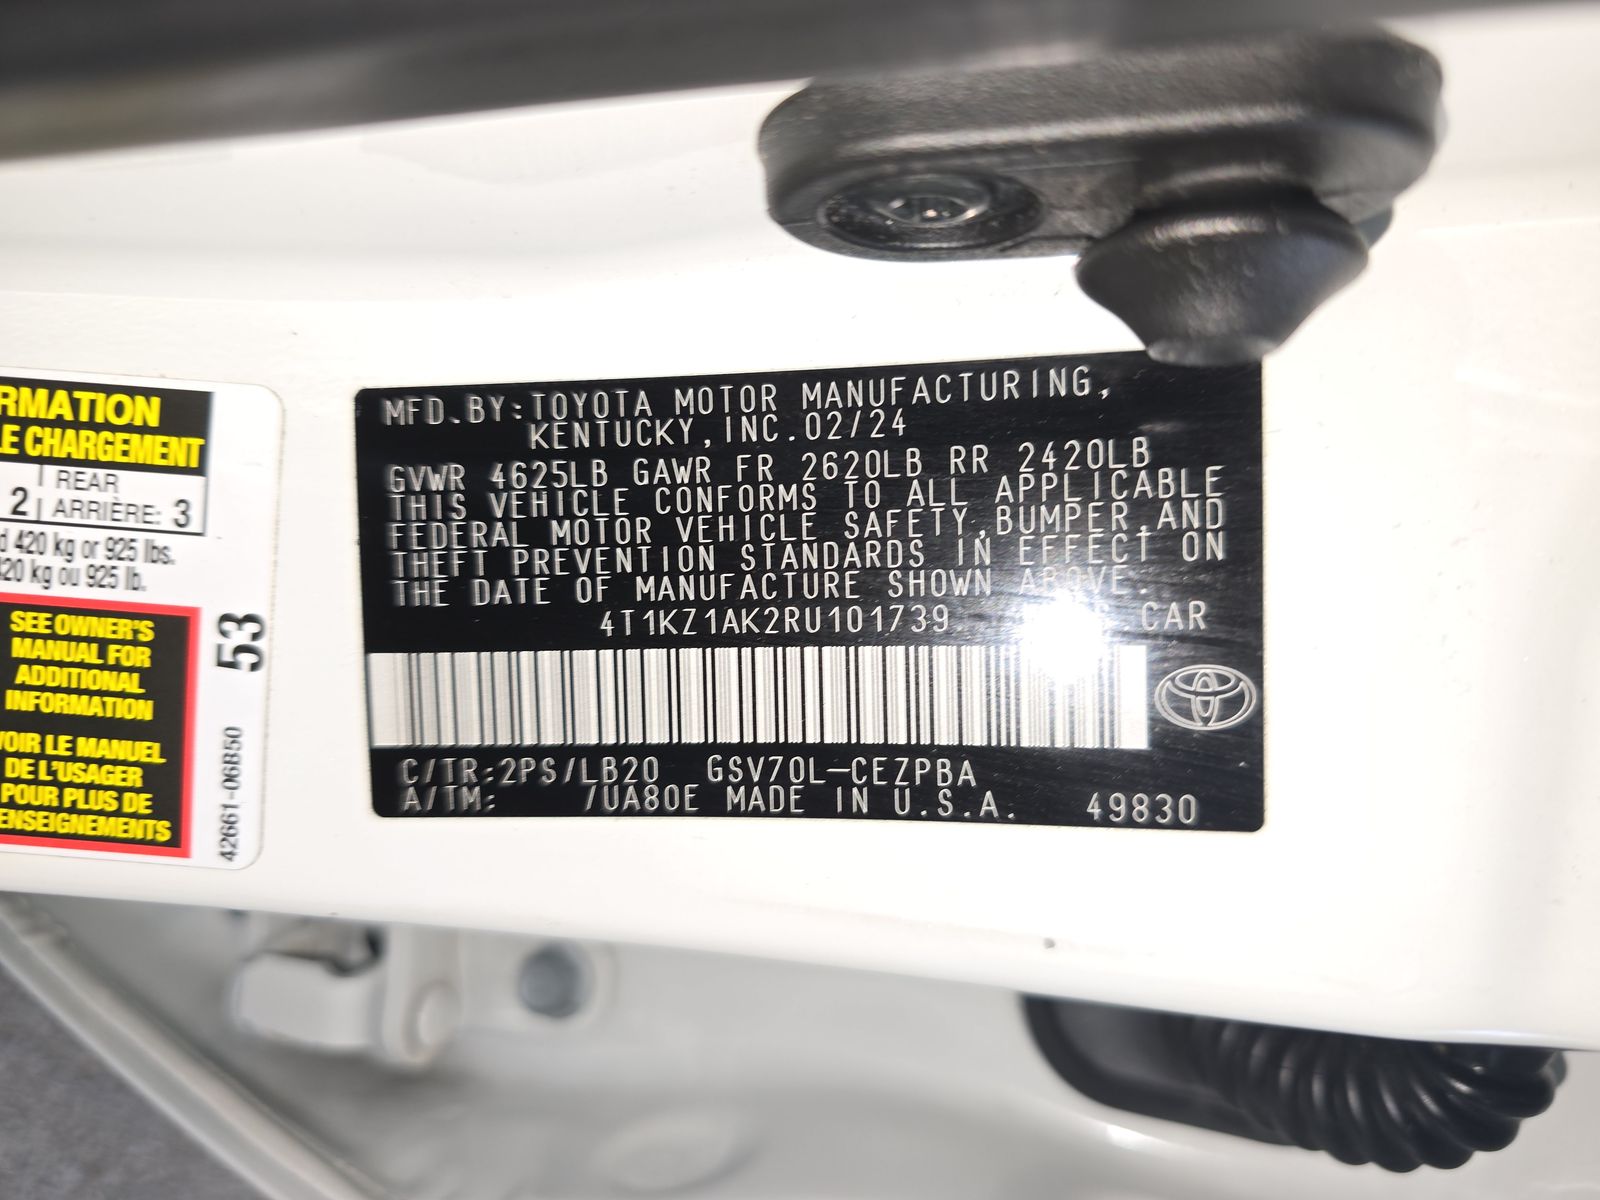 RMATION
LE CHARGEMENT
2 REAR
ARRIÈRE: 3
d 420 kg or 925 lbs.
420 kg ou 925 lb.
SEE OWNER'S
MANUAL FOR
ADDITIONAL
INFORMATION
VOIR LE MANUEL
DE L'USAGER
POUR PLUS DE
ENSEIGNEMENTS
53
42661-06B50
MFD.BY:TOYOTA MOTOR MANUFACTURING,
KENTUCKY,INC.02/24
GVWR 4625LB GAWR FR 2620LB RR 2420LB
THIS VEHICLE CONFORMS TO ALL APPLICABLE
FEDERAL MOTOR VEHICLE SAFETY,BUMPER,AND
THEFT PREVENTION STANDARDS IN EFFECT ON
THE DATE OF MANUFACTURE SHOWN ABOVE.
4T1KZ1AK2RU101739 CAR
C/TR:2PS/LB20 GSV70L-CEZPBA
A/TM: /UA80E MADE IN U.S.A. 49830